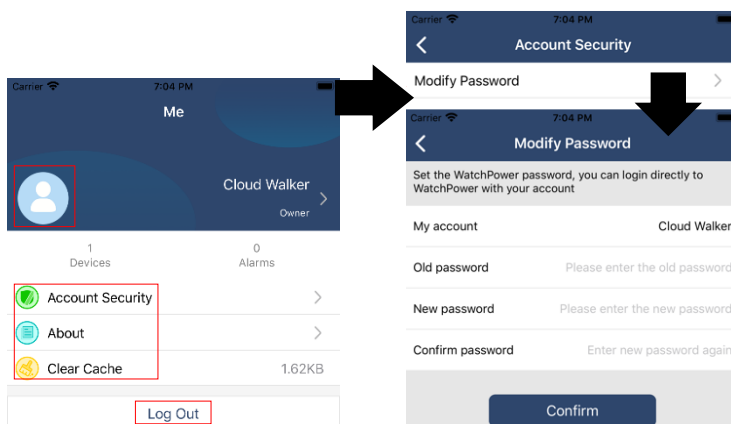 Carrier 7:04 PM
Me
Cloud Walker
Owner
1 0
Devices Alarms
Account Security
About
Clear Cache 1.62KB
Log Out
Carrier 7:04 PM
Account Security
Modify Password
Carrier 7:04 PM
Modify Password
Set the WatchPower password, you can login directly to
WatchPower with your account
My account Cloud Walker
Old password Please enter the old password
New password Please enter the new password
Confirm password Enter new password again
Confirm